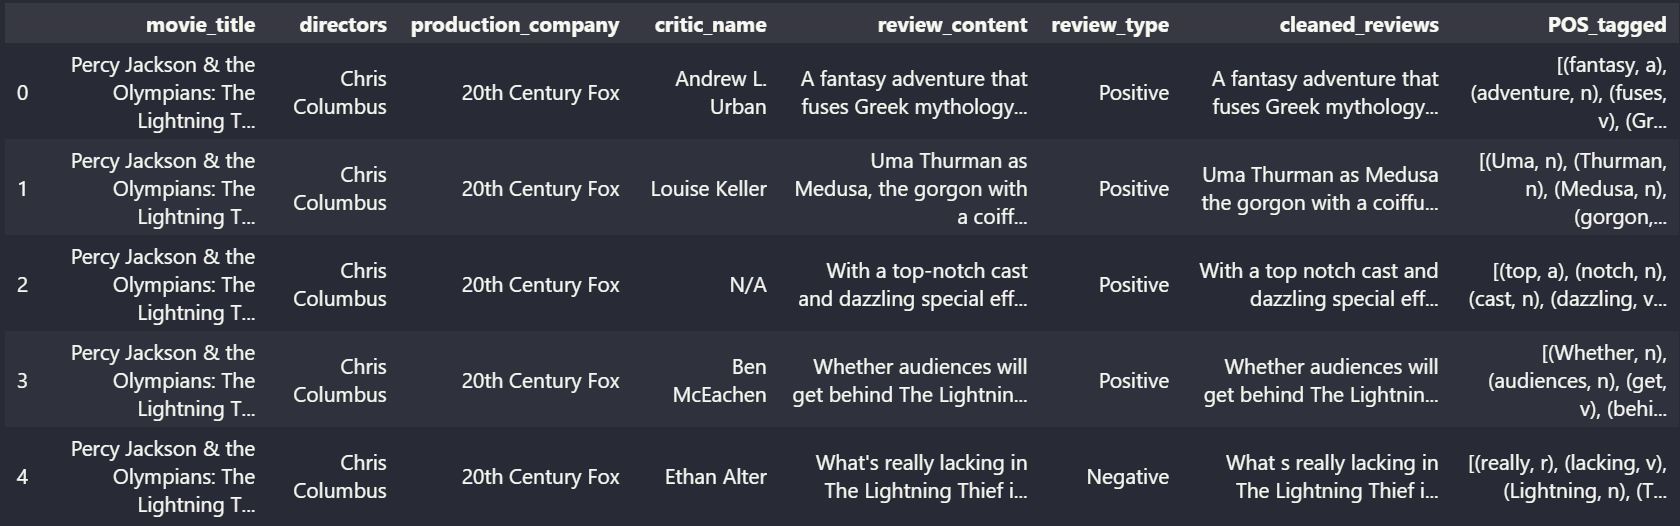 movie_title directors production_company critic_name review_content review_type cleaned_reviews POS_tagged
Percy Jackson & the Chris Andrew L. A fantasy adventure that A fantasy adventure that [(fantasy, a),
0 Olympians: The 20th Century Fox Positive (adventure, n), (fuses,
Lightning T... Columbus Urban fuses Greek mythology... fuses Greek mythology... v), (Gr...
Percy Jackson & the Chris Uma Thurman as Uma Thurman as Medusa [(Uma, n), (Thurman,
1 Olympians: The 20th Century Fox Louise Keller Medusa, the gorgon with Positive n), (Medusa, n),
Lightning T... Columbus a coiff... the gorgon with a coiffu... (gorgon,...
Percy Jackson & the Chris With a top-notch cast With a top notch cast and [(top, a), (notch, n),
2 Olympians: The 20th Century Fox N/A Positive
Lightning T... Columbus and dazzling special eff... dazzling special eff... (cast, n), (dazzling, v...
Percy Jackson & the Chris Ben Whether audiences will Whether audiences will [(Whether, n),
3 Olympians: The 20th Century Fox Positive (audiences, n), (get,
Lightning T... Columbus McEachen get behind The Lightnin... get behind The Lightnin... v), (behi...
Percy Jackson & the Chris What's really lacking in What s really lacking in [(really, r), (lacking, v),
4 Olympians: The 20th Century Fox Ethan Alter Negative
Lightning T... Columbus The Lightning Thief i... The Lightning Thief i... (Lightning, n), (T...